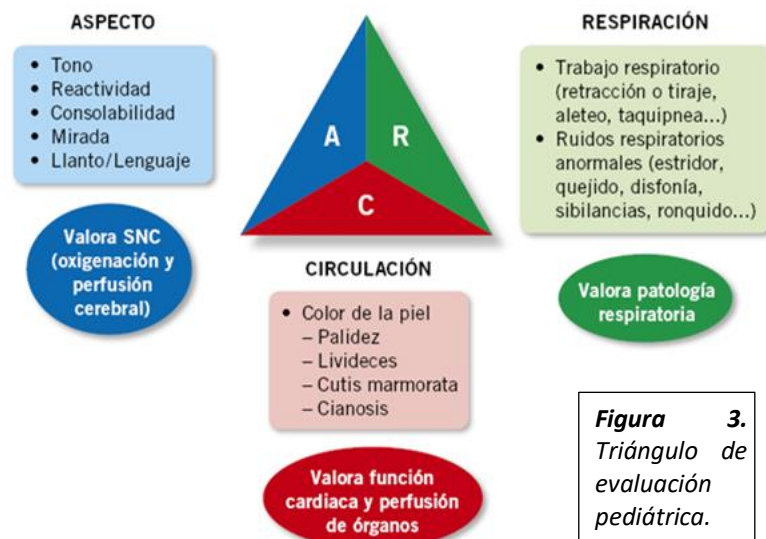 ASPECTO
• Tono
• Reactividad
• Consolabilidad
• Mirada
• Llanto/Lenguaje
Valora SNC
(oxigenación y
perfusión
cerebral)
A
R
C
RESPIRACIÓN
• Trabajo respiratorio
(retracción o tiraje,
aleteo, taquipnea...)
• Ruidos respiratorios
anormales (estridor,
quejido, disfonía,
sibilancias, ronquido...)
Valora patología
respiratoria
CIRCULACIÓN
• Color de la piel
– Palidez
– Livideces
– Cutis marmorata
– Cianosis
Valora función
cardiaca y perfusión
de órganos
Figura 3.
Triángulo de
evaluación
pediátrica.